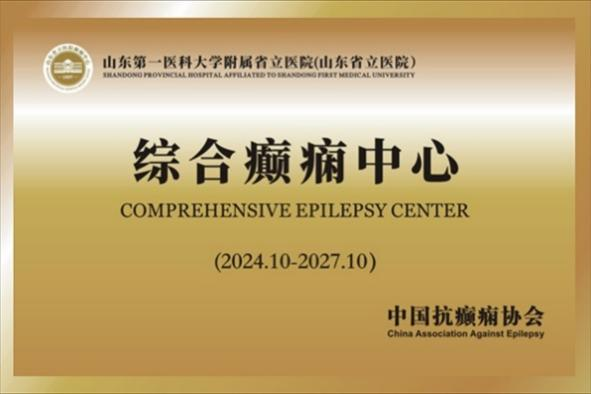 山东第一医科大学附属省立医院(山东省立医院)
SHANDONG PROVINCIAL HOSPITAL AFFILIATED TO SHANDONG FIRST MEDICAL UNIVERSITY
综合癫痫中心
COMPREHENSIVE EPILEPSY CENTER
(2024.10-2027.10)
中国抗癫痫协会
China Association Against Epilepsy